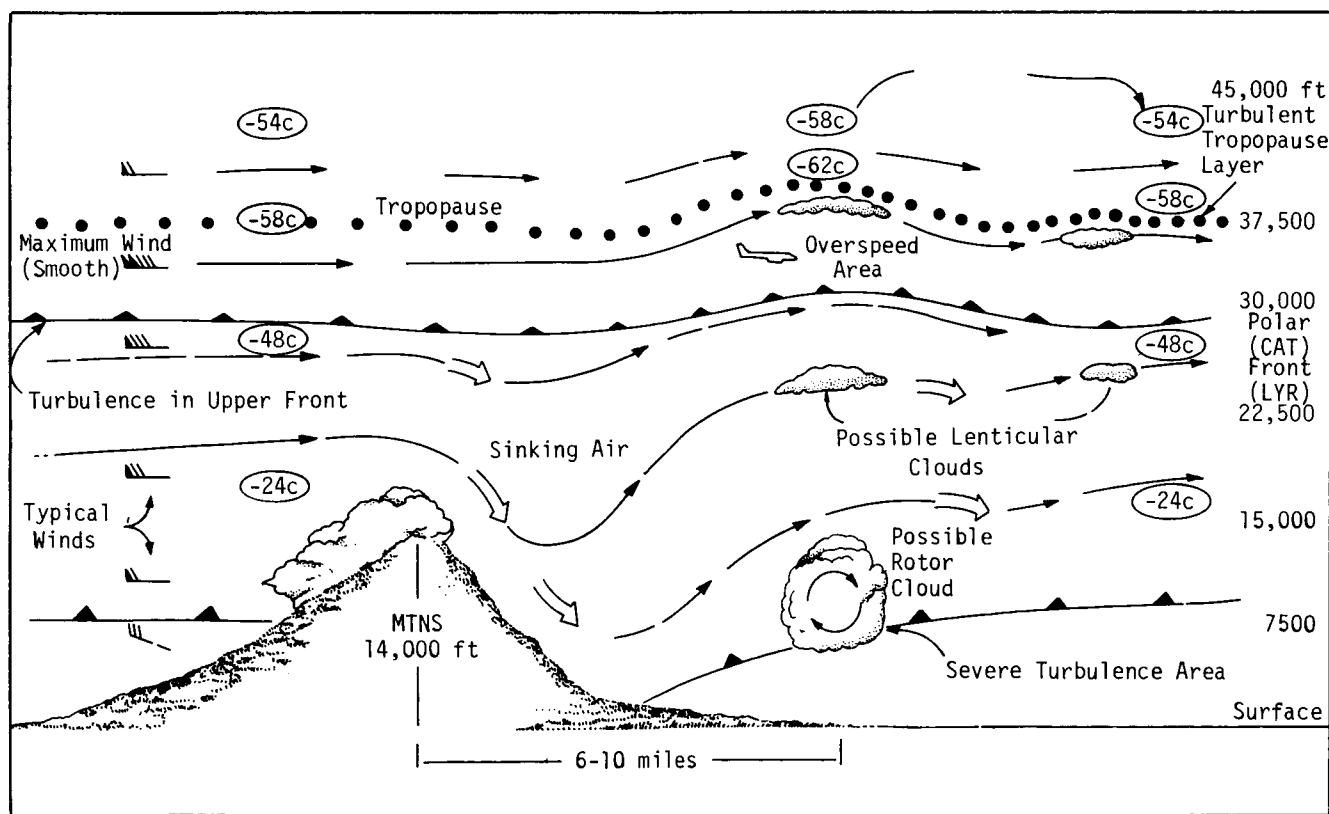 45,000 ft
-54c
-58c
-54c
Turbulent
Tropopause
Layer
-62c
-58c
Tropopause
-58c
37,500
Maximum Wind
(Smooth)
Overspeed
Area
30,000
-48c
Polar
(CAT)
Front
(LYR)
-48c
Turbulence in Upper Front
22,500
Sinking Air
Possible Lenticular
Clouds
-24c
-24c
Typical
Winds
15,000
Possible
Rotor
Cloud
MTNS
14,000 ft
7500
Severe Turbulence Area
Surface
6-10 miles